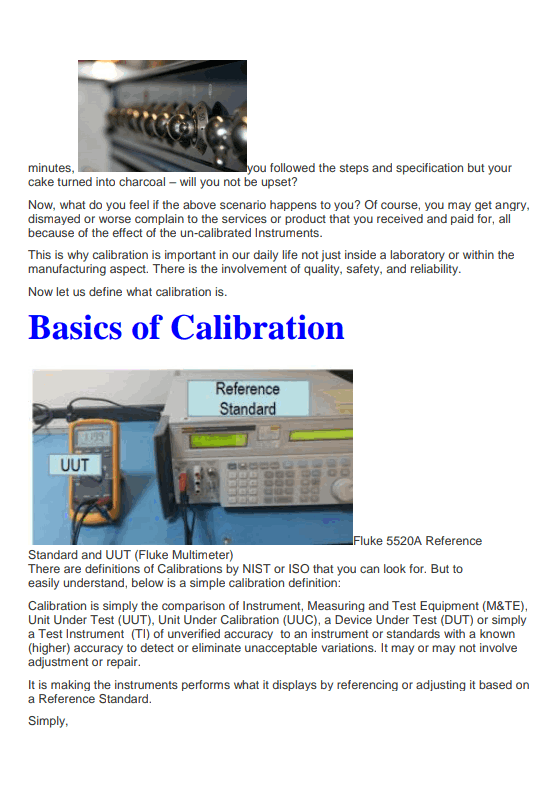 minutes, you followed the steps and specification but your
cake turned into charcoal – will you not be upset?
Now, what do you feel if the above scenario happens to you? Of course, you may get angry,
dismayed or worse complain to the services or product that you received and paid for, all
because of the effect of the un-calibrated Instruments.
This is why calibration is important in our daily life not just inside a laboratory or within the
manufacturing aspect. There is the involvement of quality, safety, and reliability.
Now let us define what calibration is.
Basics of Calibration
Reference
Standard
UUT
Fluke 5520A Reference
Standard and UUT (Fluke Multimeter)
There are definitions of Calibrations by NIST or ISO that you can look for. But to
easily understand, below is a simple calibration definition:
Calibration is simply the comparison of Instrument, Measuring and Test Equipment (M&TE),
Unit Under Test (UUT), Unit Under Calibration (UUC), a Device Under Test (DUT) or simply
a Test Instrument  (TI) of unverified accuracy  to an instrument or standards with a known
(higher) accuracy to detect or eliminate unacceptable variations. It may or may not involve
adjustment or repair.
It is making the instruments performs what it displays by referencing or adjusting it based on
a Reference Standard.
Simply,